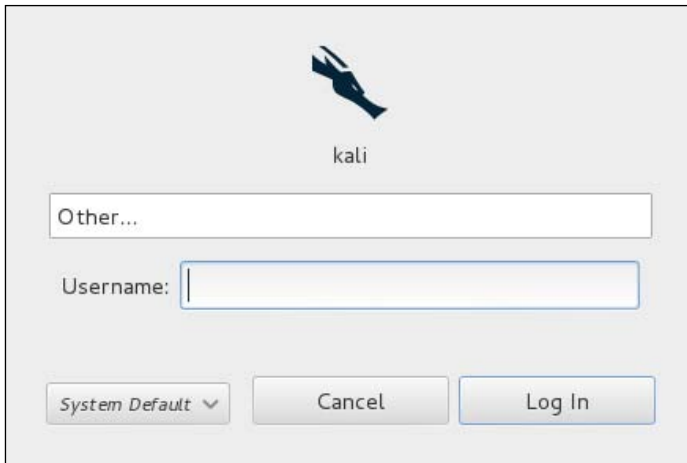 kali
Other...
Username:
System Default
Cancel
Log In